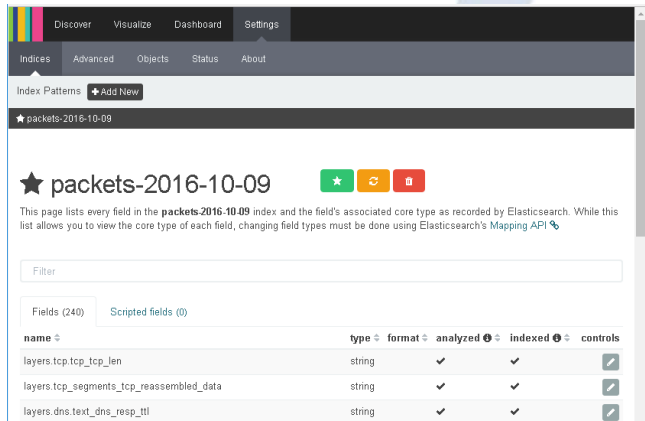 Discover Visualize Dashboard Settings
Indices Advanced Objects Status About
Index Patterns Add New
packets-2016-10-09
packets-2016-10-09
This page lists every field in the packets-2016-10-09 index and the field's associated core type as recorded by Elasticsearch. While this
list allows you to view the core type of each field, changing field types must be done using Elasticsearch's Mapping API
Filter
Fields (240) Scripted fields (0)
name type format analyzed indexed controls
layers.tcp.tcp_tcp_len string
layers.tcp_segments_tcp_reassembled_data string
layers.dns.text_dns_resp_ttl string